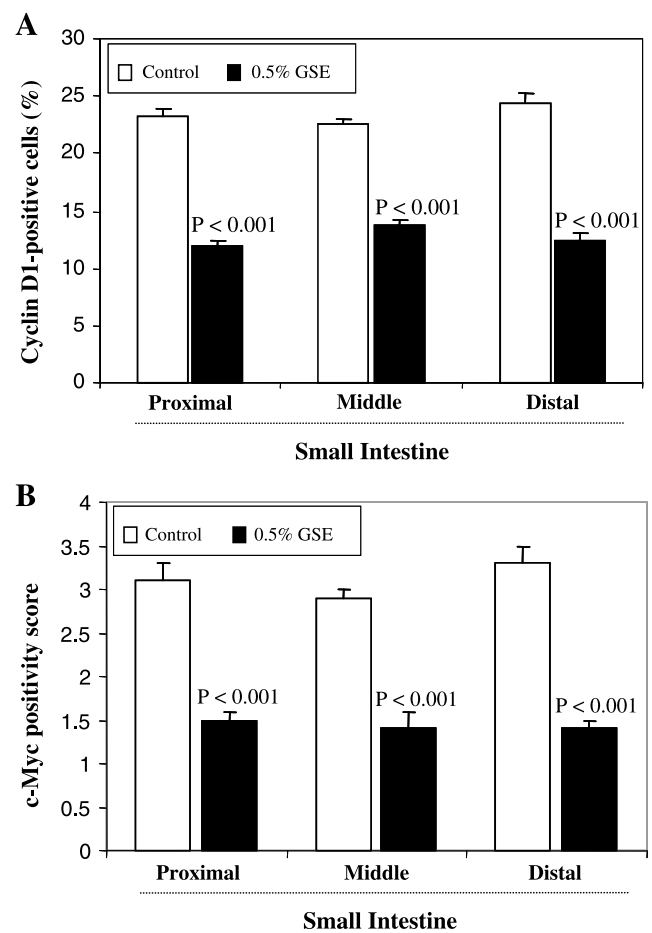 A
Cyclin D1-positive cells (%)
30
25
20
15
10
5
0
Control 0.5% GSE
P < 0.001
P < 0.001
P < 0.001
Proximal Middle Distal
Small Intestine
B
c-Myc positivity score
4
3.5
3
2.5
2
1.5
1
0.5
0
Control 0.5% GSE
P < 0.001
P < 0.001
P < 0.001
Proximal Middle Distal
Small Intestine